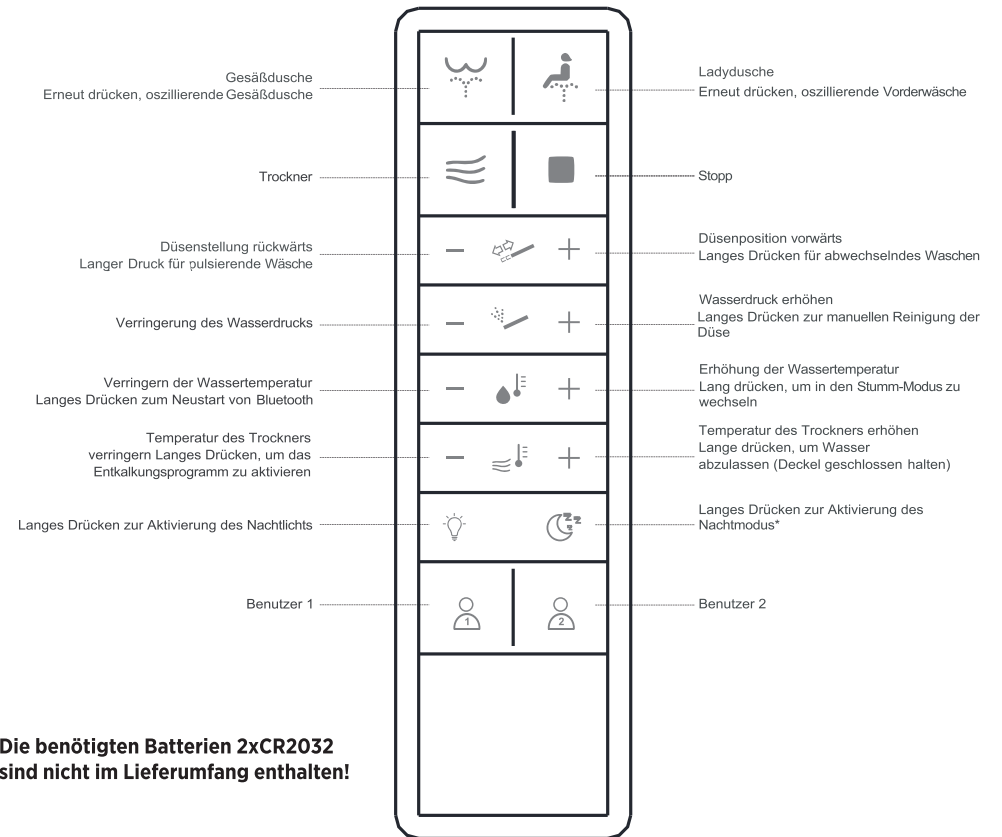 Gesäßdusche
Erneut drücken, oszillierende Gesäßdusche
Ladydusche
Erneut drücken, oszillierende Vorderwäsche
Trockner
Stopp
Düsenstellung rückwärts
Langer Druck für pulsierende Wäsche
Düsenposition vorwärts
Langes Drücken für abwechselndes Waschen
Verringerung des Wasserdrucks
Wasserdruck erhöhen
Langes Drücken zur manuellen Reinigung der
Düse
Verringern der Wassertemperatur
Langes Drücken zum Neustart von Bluetooth
Erhöhung der Wassertemperatur
Lang drücken, um in den Stumm-Modus zu
wechseln
Temperatur des Trockners
verringern Langes Drücken, um das
Entkalkungsprogramm zu aktivieren
Temperatur des Trockners erhöhen
Lange drücken, um Wasser
abzulassen (Deckel geschlossen halten)
Langes Drücken zur Aktivierung des Nachtlichts
zzz
Langes Drücken zur Aktivierung des
Nachtmodus*
Benutzer 1
1
2
Benutzer 2
Die benötigten Batterien 2xCR2032
sind nicht im Lieferumfang enthalten!